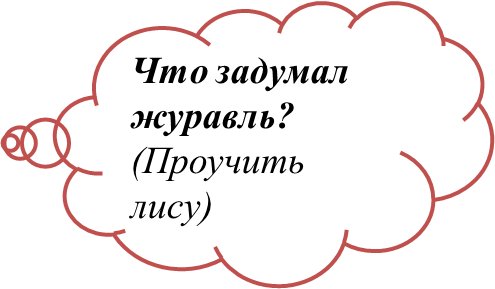 Что задумал
журавль?
(Проучить
лису)